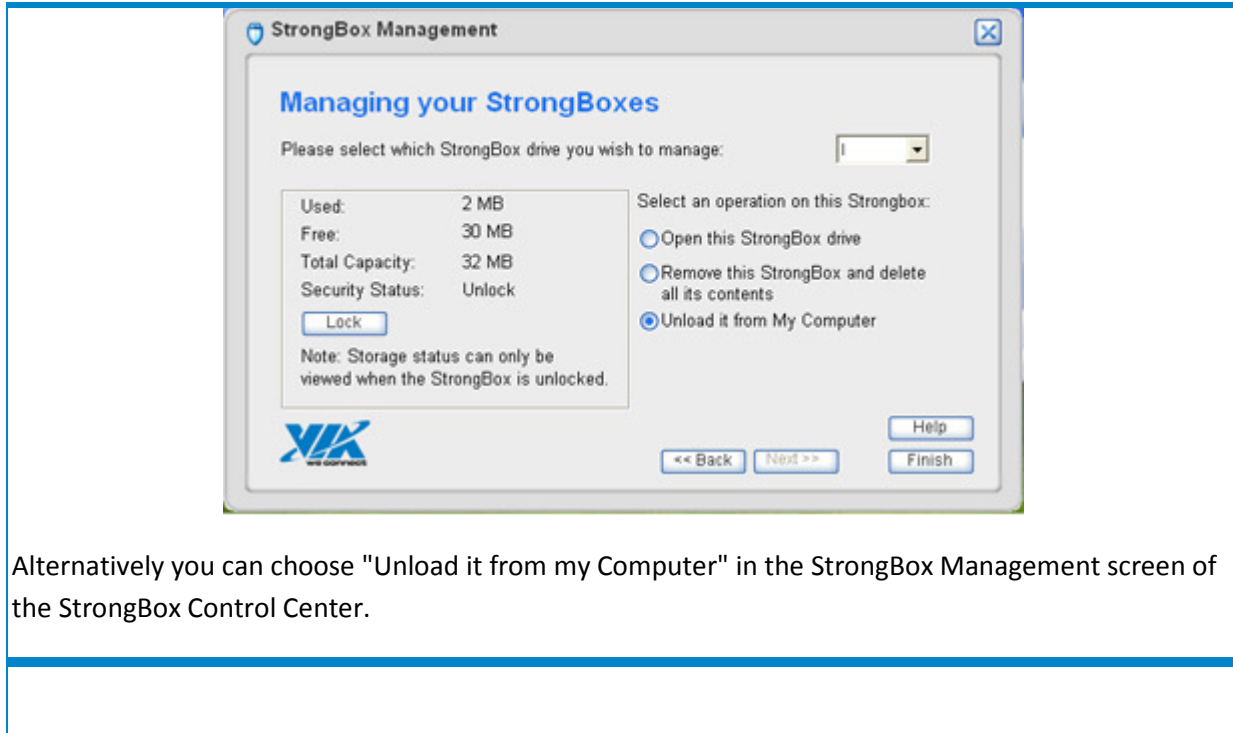 StrongBox Management
Managing your StrongBoxes
Please select which StrongBox drive you wish to manage:
I
Used: 2 MB
Free: 30 MB
Total Capacity: 32 MB
Security Status: Unlock
Lock
Note: Storage status can only be
viewed when the StrongBox is unlocked.
Select an operation on this Strongbox:
Open this StrongBox drive
Remove this StrongBox and delete
all its contents
Unload it from My Computer
VIA
we connect
Help
<< Back
Next >>
Finish
Alternatively you can choose "Unload it from my Computer" in the StrongBox Management screen of
the StrongBox Control Center.